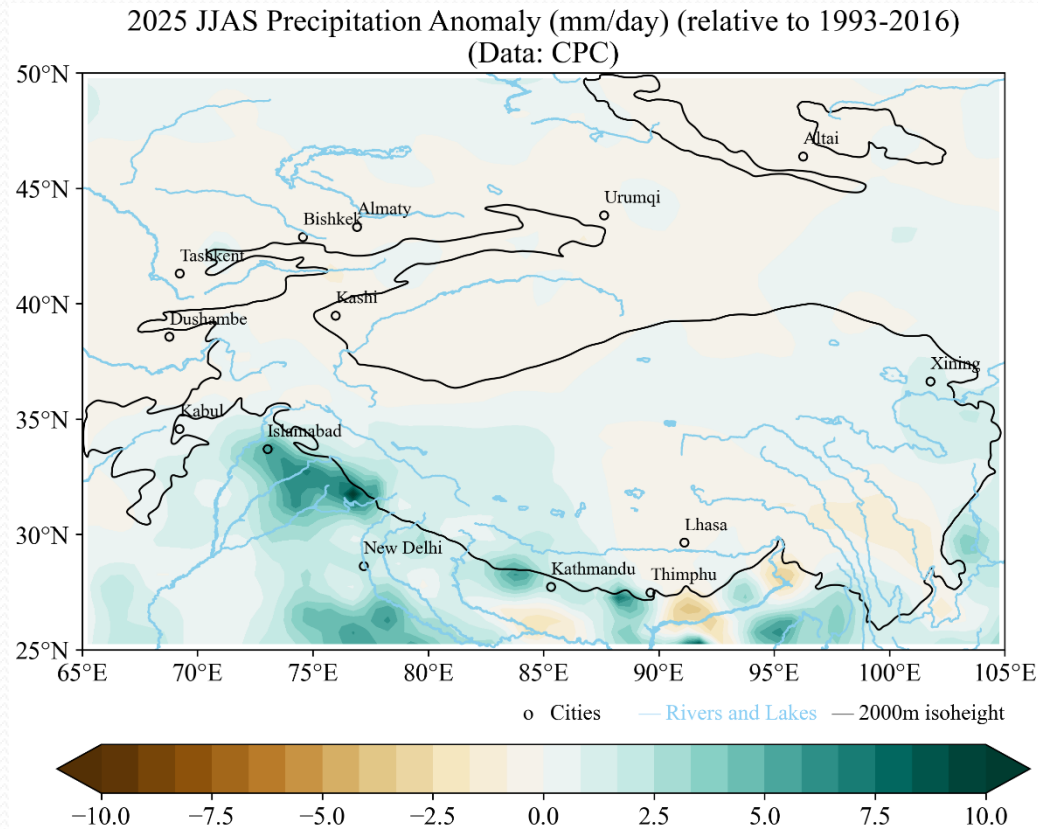 2025 JJAS Precipitation Anomaly (mm/day) (relative to 1993-2016)
(Data: CPC)
50°N
Altai
45°N
Urumqi
Almaty
Bishkek
Tashkent
40°N
Kashi
Dushambe
Xining
35°N
Kabul
Islamabad
30°N
Lhasa
New Delhi
Kathmandu
Thimphu
25°N
65°E 70°E 75°E 80°E 85°E 90°E 95°E 100°E 105°E
Cities Rivers and Lakes 2000m isoheight
−10.0 −7.5 −5.0 −2.5 0.0 2.5 5.0 7.5 10.0